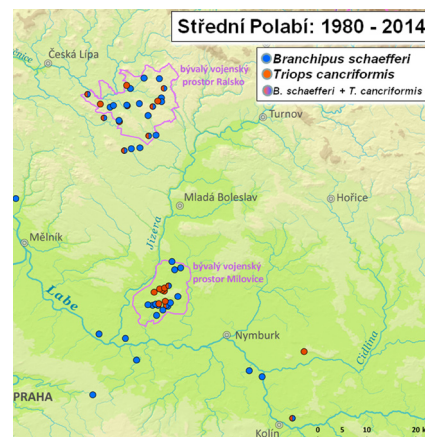 Střední Polabí: 1980 - 2014
Branchipus schaefferi
Triops cancriformis
B. schaefferi + T. cancriformis
Česká Lípa
bývalý vojenský
prostor Ralsko
Turnov
Mladá Boleslav
Hořice
Jizera
Mělník
bývalý vojenský
prostor Milovice
Labe
Nymburk
Cidlina
PRAHA
Kolín
0 5 10 20 k